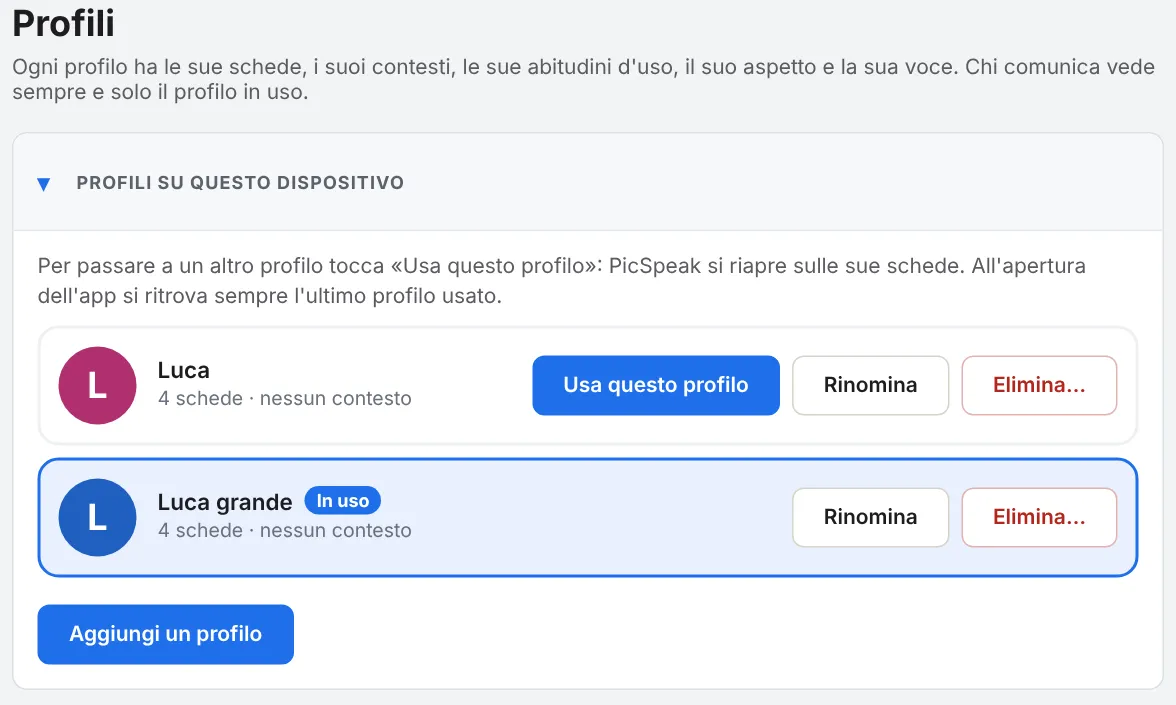 Profili
Ogni profilo ha le sue schede, i suoi contesti, le sue abitudini d'uso, il suo aspetto e la sua voce. Chi comunica vede
sempre e solo il profilo in uso.
▼ PROFILI SU QUESTO DISPOSITIVO
Per passare a un altro profilo tocca «Usa questo profilo»: PicSpeak si riapre sulle sue schede. All'apertura
dell'app si ritrova sempre l'ultimo profilo usato.
L
Luca
4 schede · nessun contesto
Usa questo profilo
Rinomina
Elimina...
L
Luca grande
In uso
4 schede · nessun contesto
Rinomina
Elimina...
Aggiungi un profilo